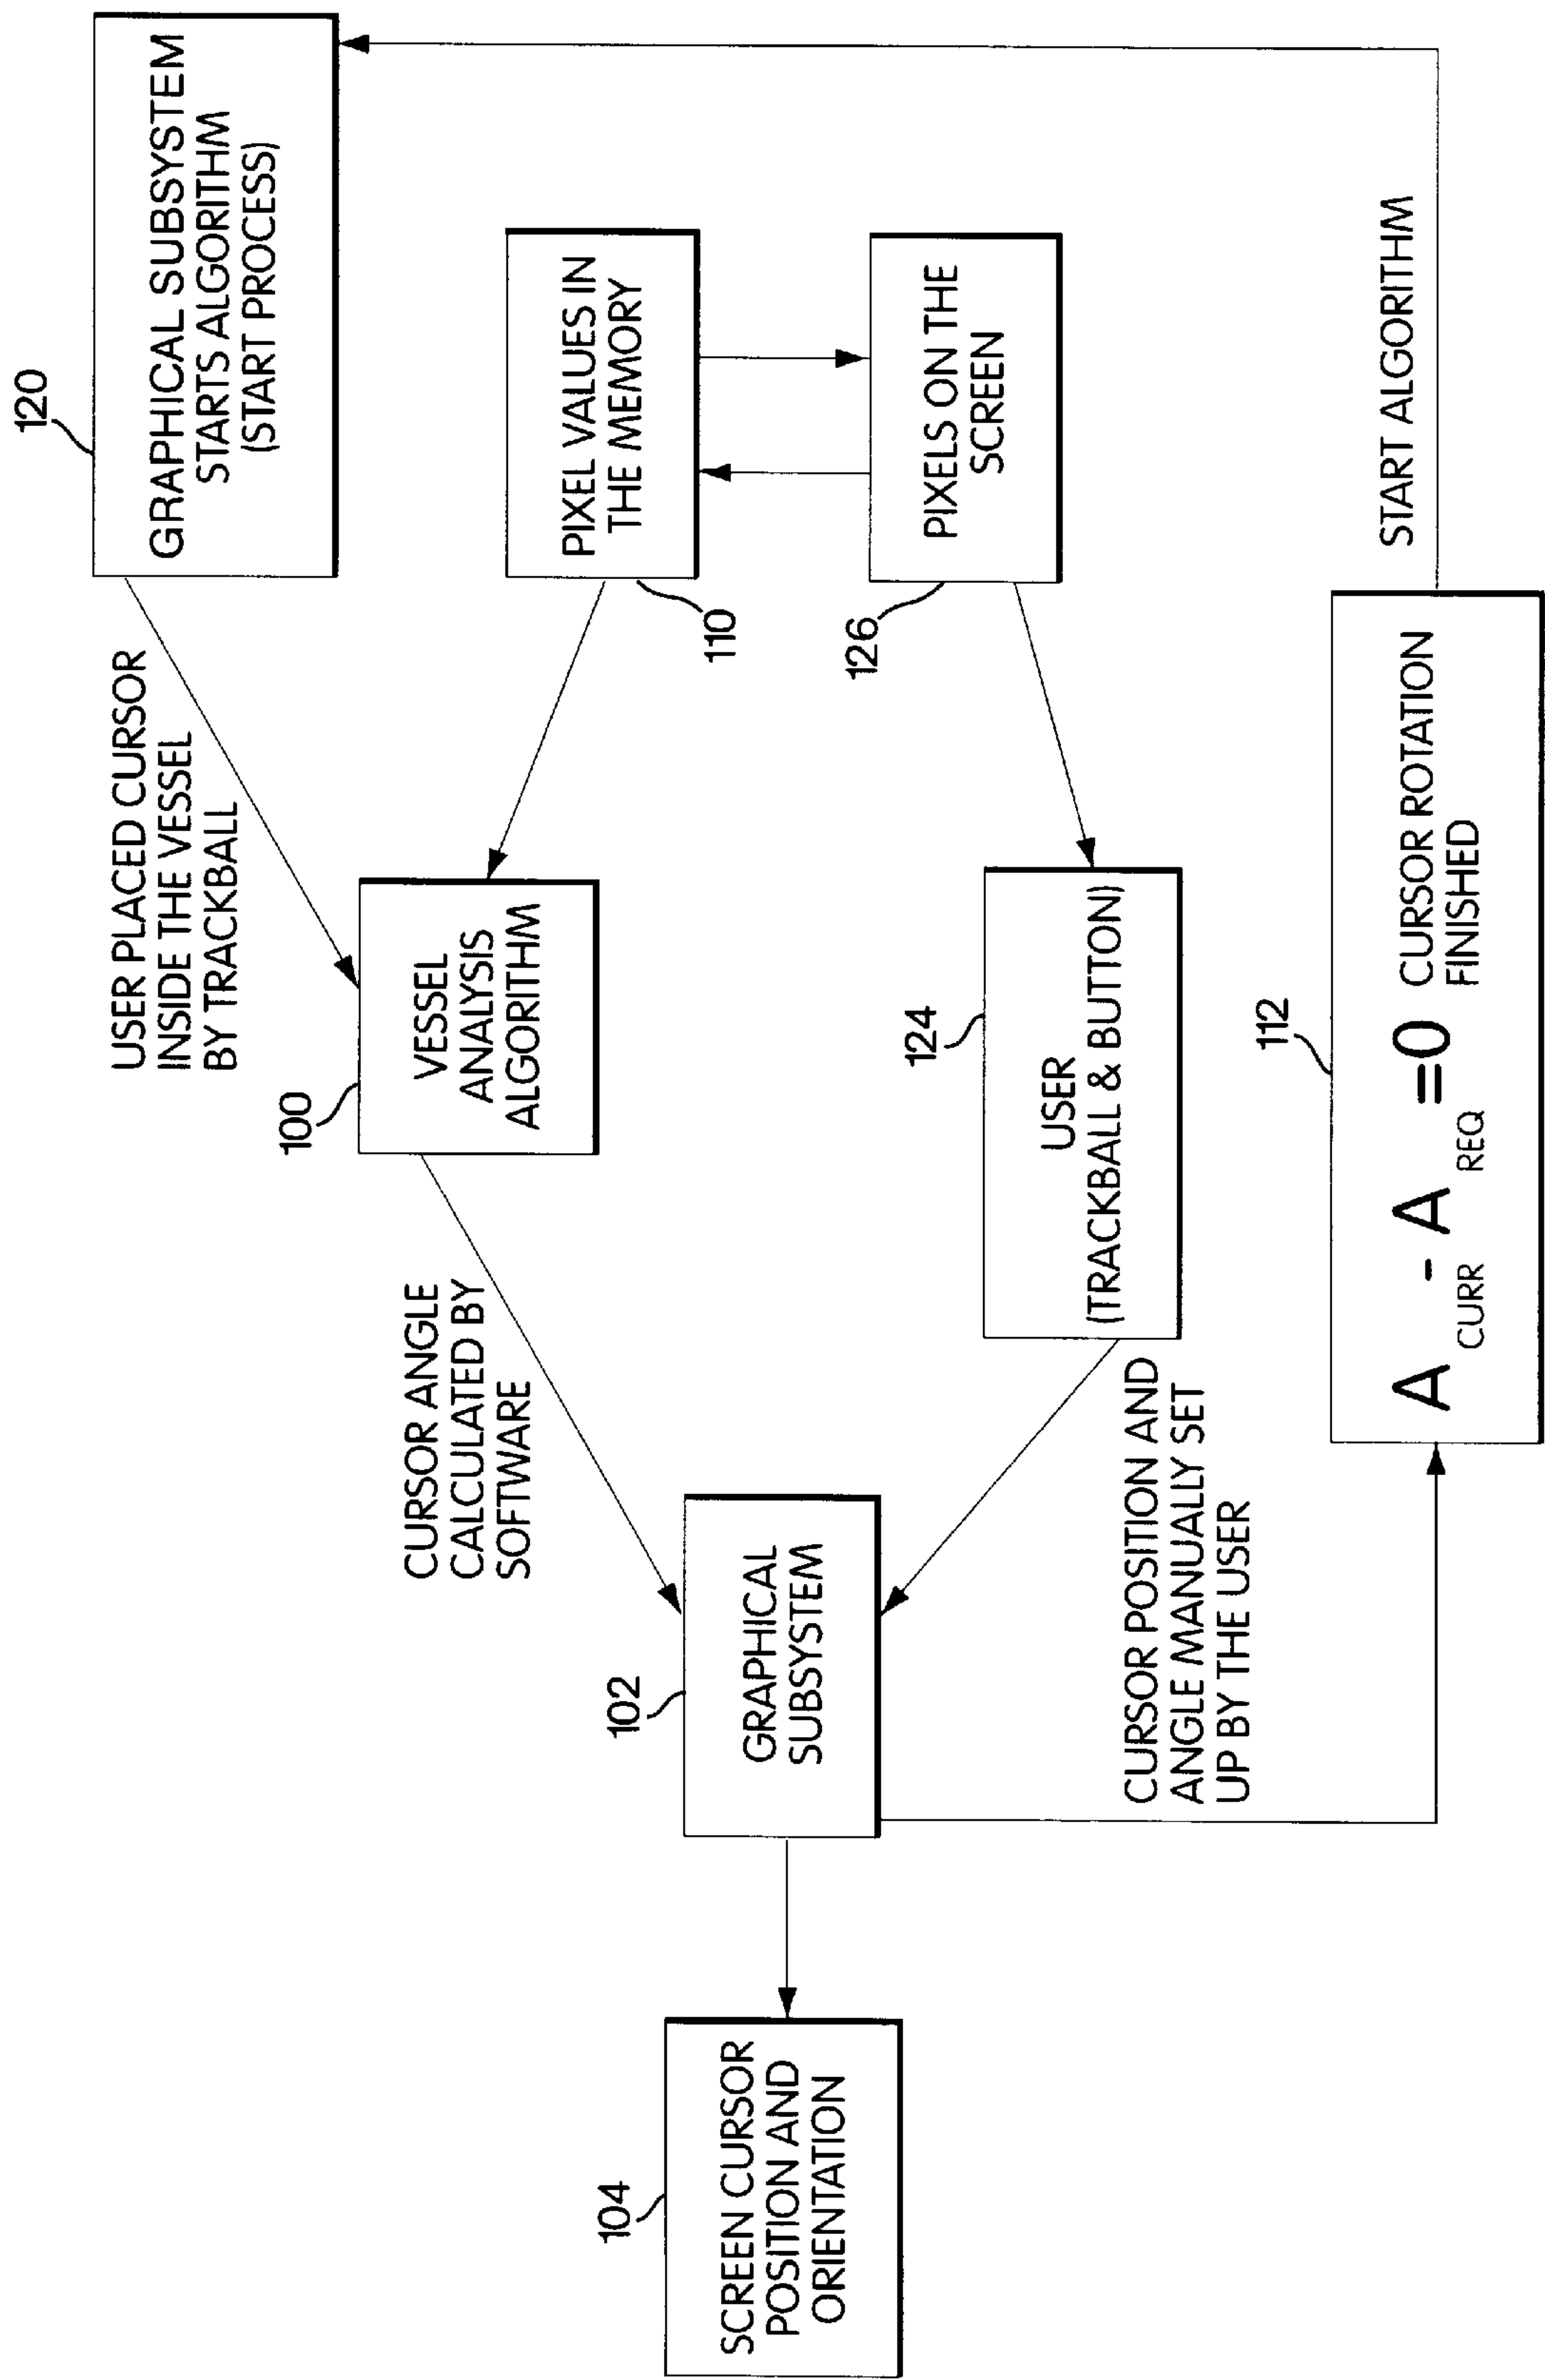 120
GRAPHICAL SUBSYSTEM
STARTS ALGORITHM
(START PROCESS)
USER PLACED CURSOR
INSIDE THE VESSEL
BY TRACKBALL
100
VESSEL
ANALYSIS
ALGORITHM
PIXEL VALUES IN
THE MEMORY
110
CURSOR ANGLE
CALCULATED BY
SOFTWARE
104
SCREEN CURSOR
POSITION AND
ORIENTATION
102
GRAPHICAL
SUBSYSTEM
126
PIXELS ON THE
SCREEN
124
USER
(TRACKBALL & BUTTON)
CURSOR POSITION AND
ANGLE MANUALLY SET
UP BY THE USER
112
A CURR - A REQ =0 CURSOR ROTATION
FINISHED
START ALGORITHM